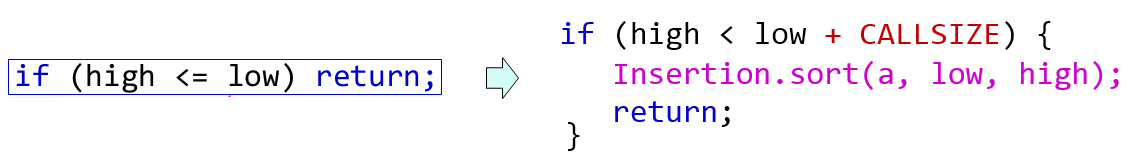 if (high <= low) return;
if (high < low + CALLSIZE) {
Insertion.sort(a, low, high);
return;
}